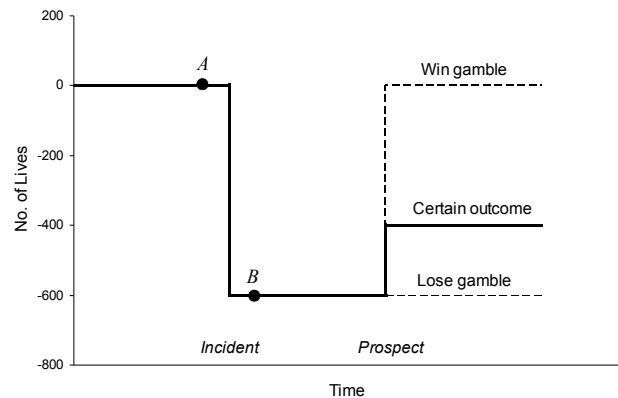 200
0
-200
-400
-600
-800
No. of Lives
A
B
Win gamble
Certain outcome
Lose gamble
Incident
Prospect
Time